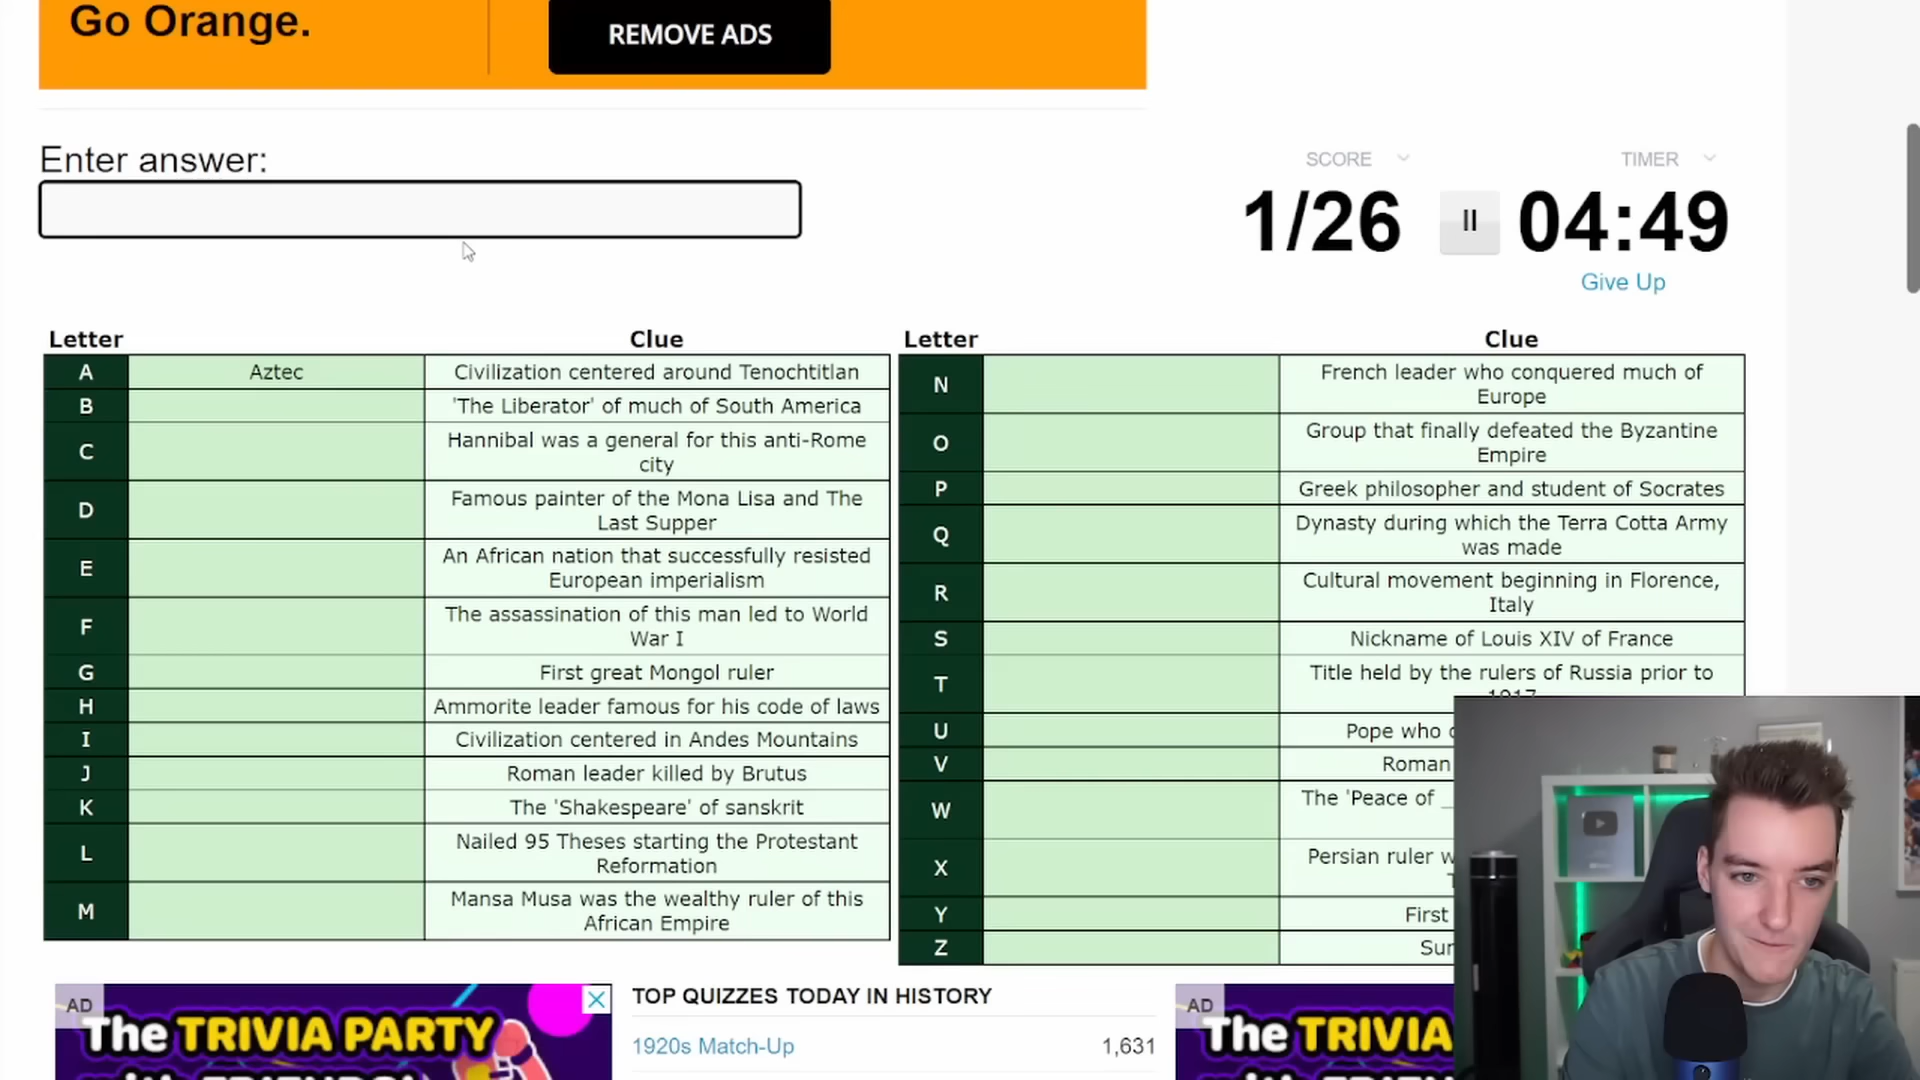 Go Orange.
REMOVE ADS
Enter answer:
SCORE
TIMER
1/26
04:49
Give Up
Letter
Clue
A
Aztec
Civilization centered around Tenochtitlan
B
'The Liberator' of much of South America
C
Hannibal was a general for this anti-Rome
city
D
Famous painter of the Mona Lisa and The
Last Supper
E
An African nation that successfully resisted
European imperialism
F
The assassination of this man led to World
War I
G
First great Mongol ruler
H
Ammorite leader famous for his code of laws
I
Civilization centered in Andes Mountains
J
Roman leader killed by Brutus
K
The 'Shakespeare' of sanskrit
L
Nailed 95 Theses starting the Protestant
Reformation
M
Mansa Musa was the wealthy ruler of this
African Empire
Letter
Clue
N
French leader who conquered much of
Europe
O
Group that finally defeated the Byzantine
Empire
P
Greek philosopher and student of Socrates
Q
Dynasty during which the Terra Cotta Army
was made
R
Cultural movement beginning in Florence,
Italy
S
Nickname of Louis XIV of France
T
Title held by the rulers of Russia prior to
1917
U
Pope who
V
Roman
W
The 'Peace of _
X
Persian ruler
Y
First
Z
AD
The TRIVIA PARTY
TOP QUIZZES TODAY IN HISTORY
1920s Match-Up
1,631
AD
The TRIVIA